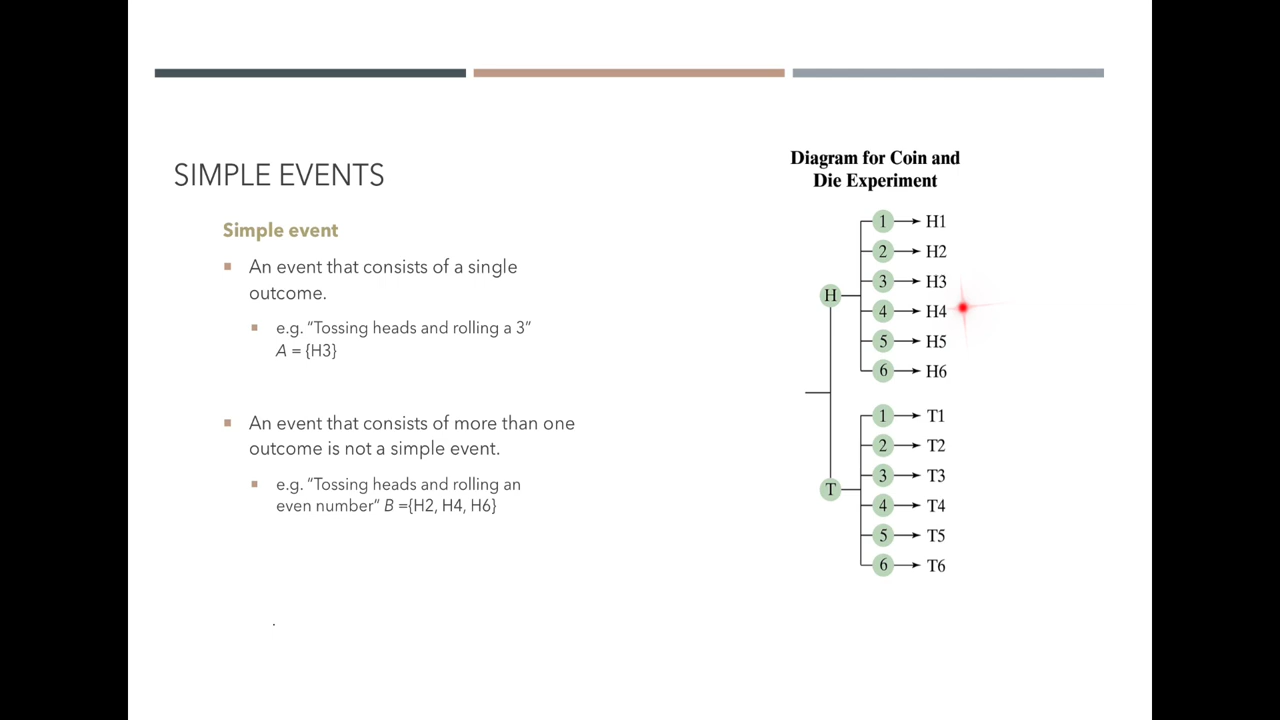 SIMPLE EVENTS
Simple event
An event that consists of a single
outcome.
e.g. “Tossing heads and rolling a 3”
A = {H3}
An event that consists of more than one
outcome is not a simple event.
e.g. “Tossing heads and rolling an
even number” B ={H2, H4, H6}
.
Diagram for Coin and
Die Experiment
H
1 H1
2 H2
3 H3
4 H4
5 H5
6 H6
T
1 T1
2 T2
3 T3
4 T4
5 T5
6 T6